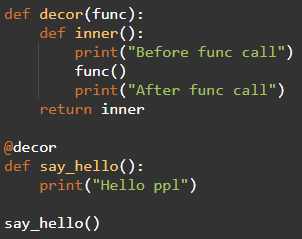 def decor(func):
    def inner():
        print("Before func call")
        func()
        print("After func call")
    return inner

@decor
def say_hello():
    print("Hello ppl")

say_hello()